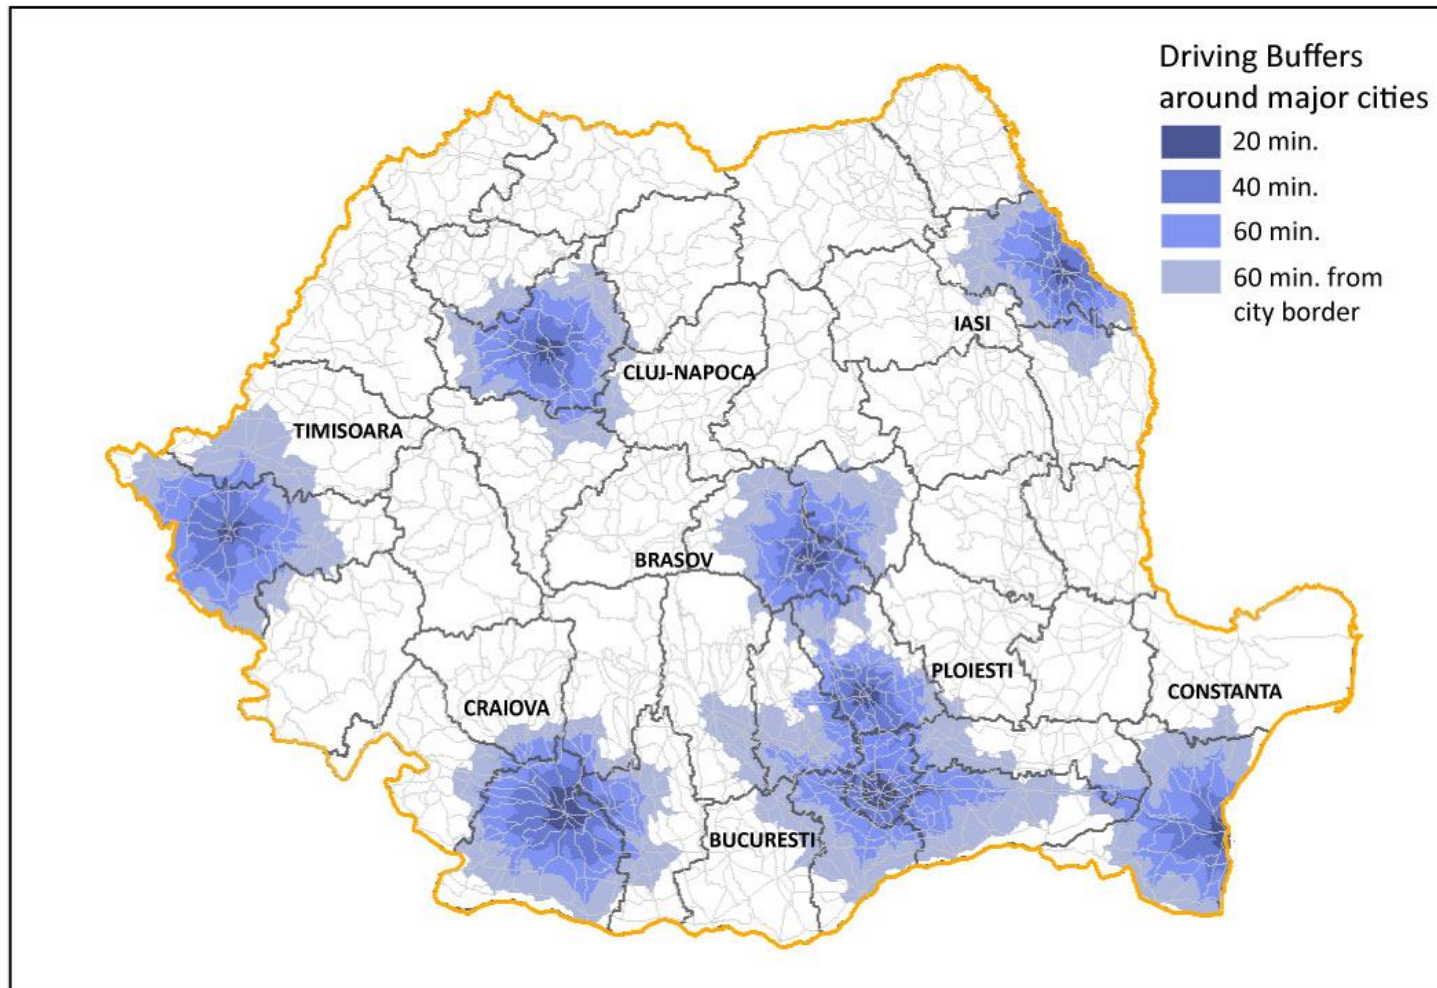 Driving Buffers
around major cities
20 min.
40 min.
60 min.
60 min. from
city border
IASI
CLUJ-NAPOCA
TIMISOARA
BRASOV
PLOIESTI
CONSTANTA
CRAIOVA
BUCURESTI